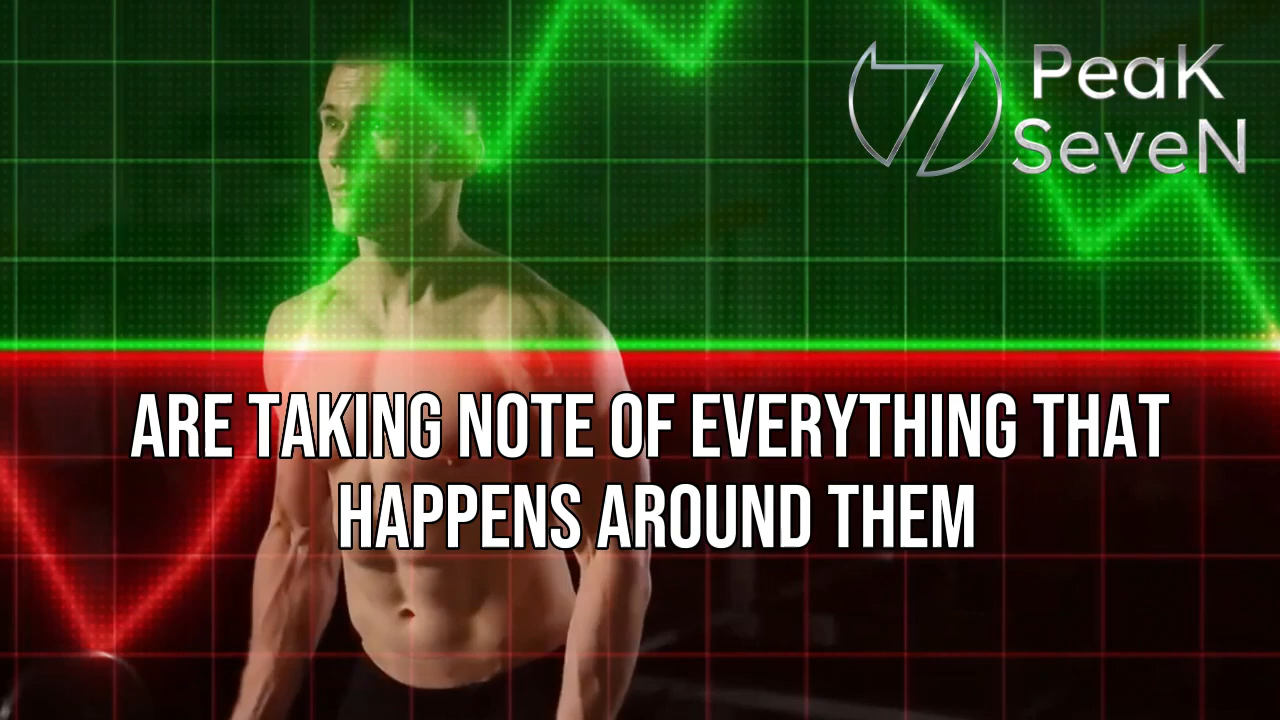 PeaK
SeveN
ARE TAKING NOTE OF EVERYTHING THAT
HAPPENS AROUND THEM